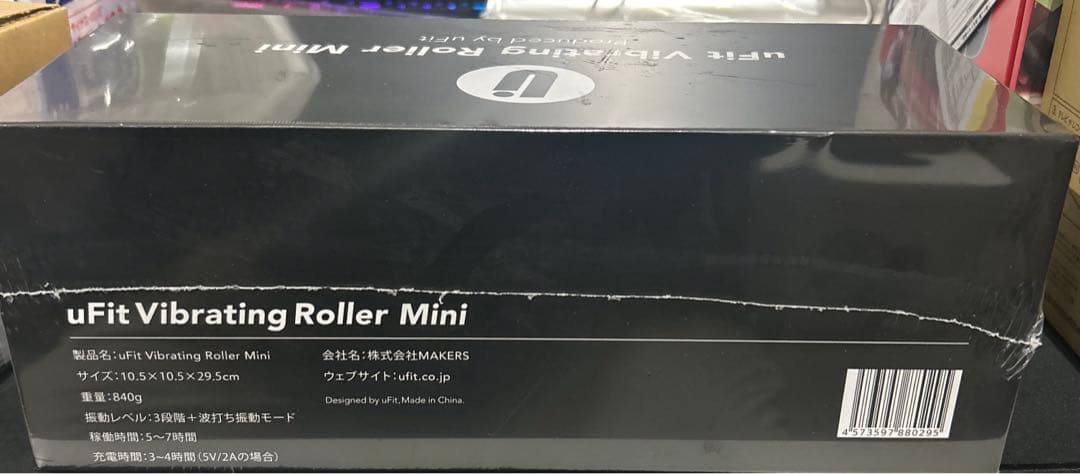 uFit Vibrating Roller Mini
Produced by uFit
uFit Vibrating Roller Mini
製品名:uFit Vibrating Roller Mini
サイズ:10.5×10.5×29.5cm
重量:840g
振動レベル:3段階+波打ち振動モード
稼働時間:5〜7時間
充電時間:3~4時間(5V/2Aの場合)
会社名:株式会社MAKERS
ウェブサイト:ufit.co.jp
Designed by uFit,Made in China.
4573597880295